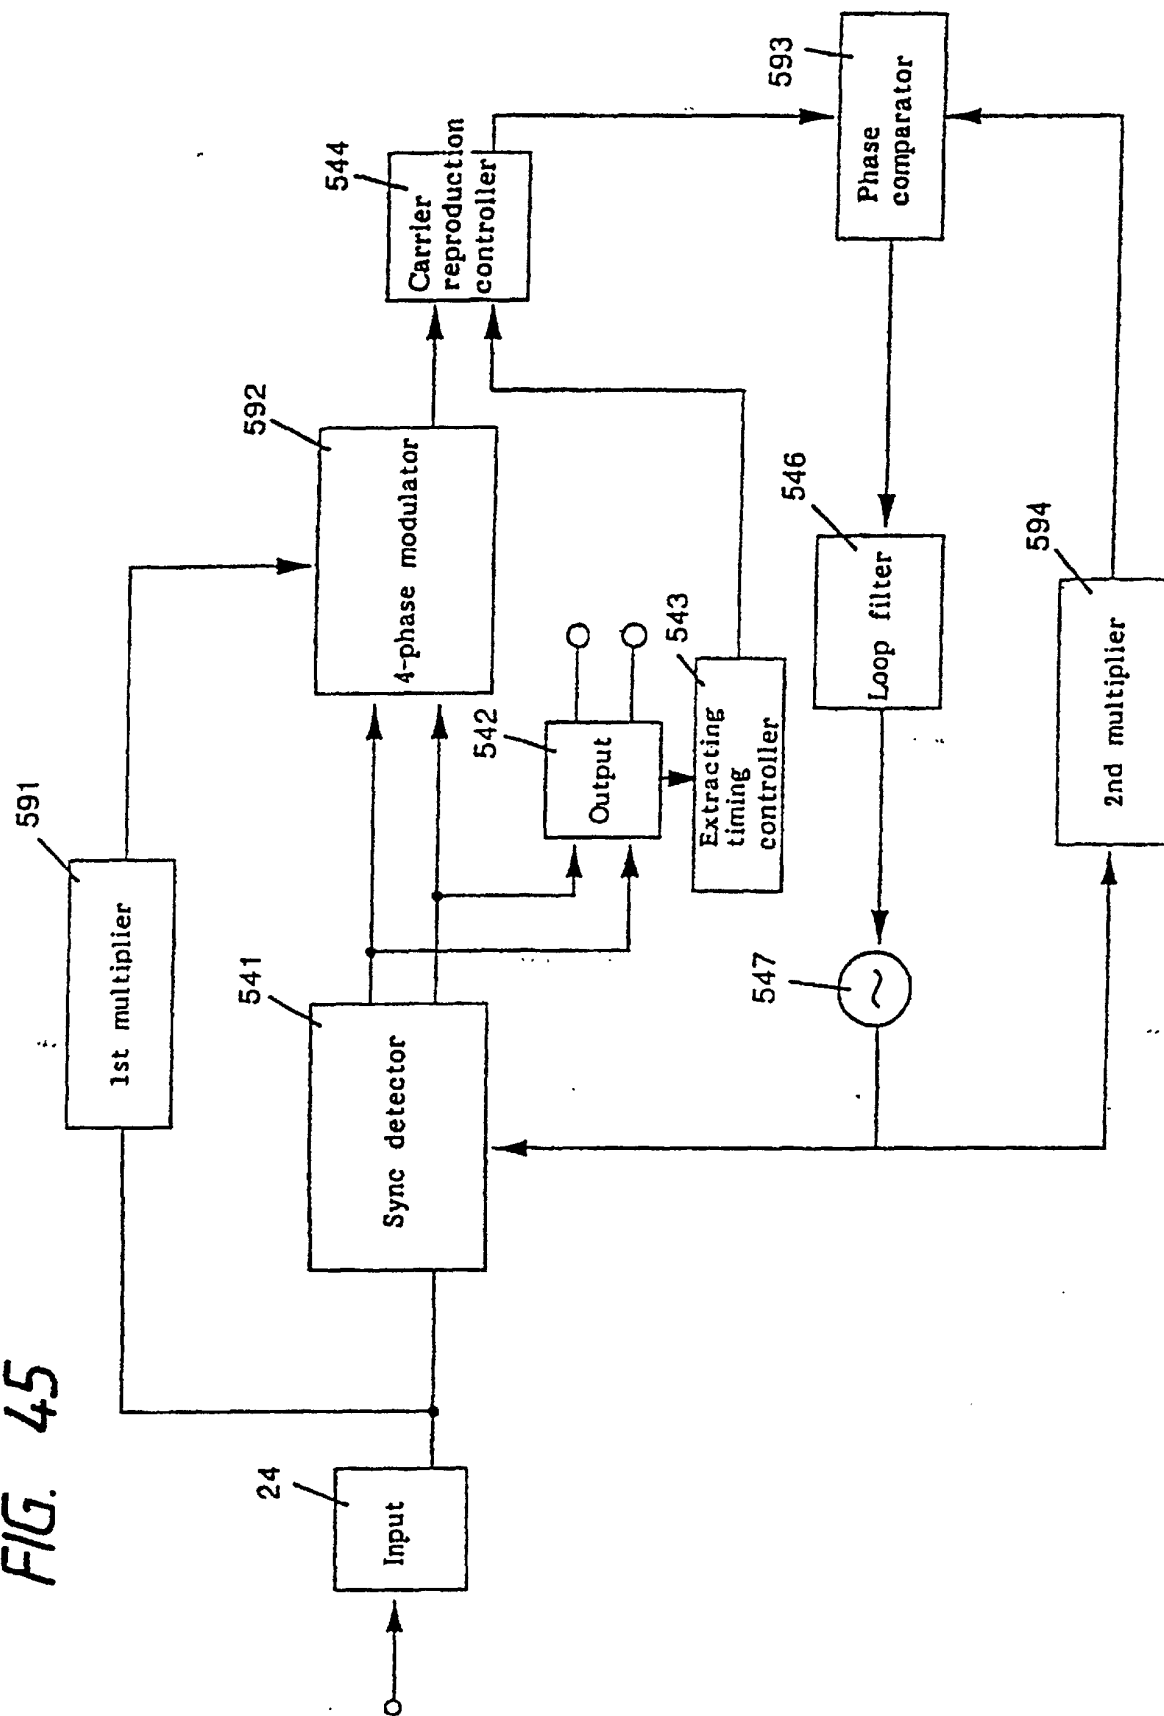 FIG. 45
591
1st multiplier
24
Input
541
Sync detector
592
4-phase modulator
544
Carrier
reproduction
controller
542
Output
543
Extracting
timing
controller
593
Phase
comparator
546
Loop filter
547
~
594
2nd multiplier